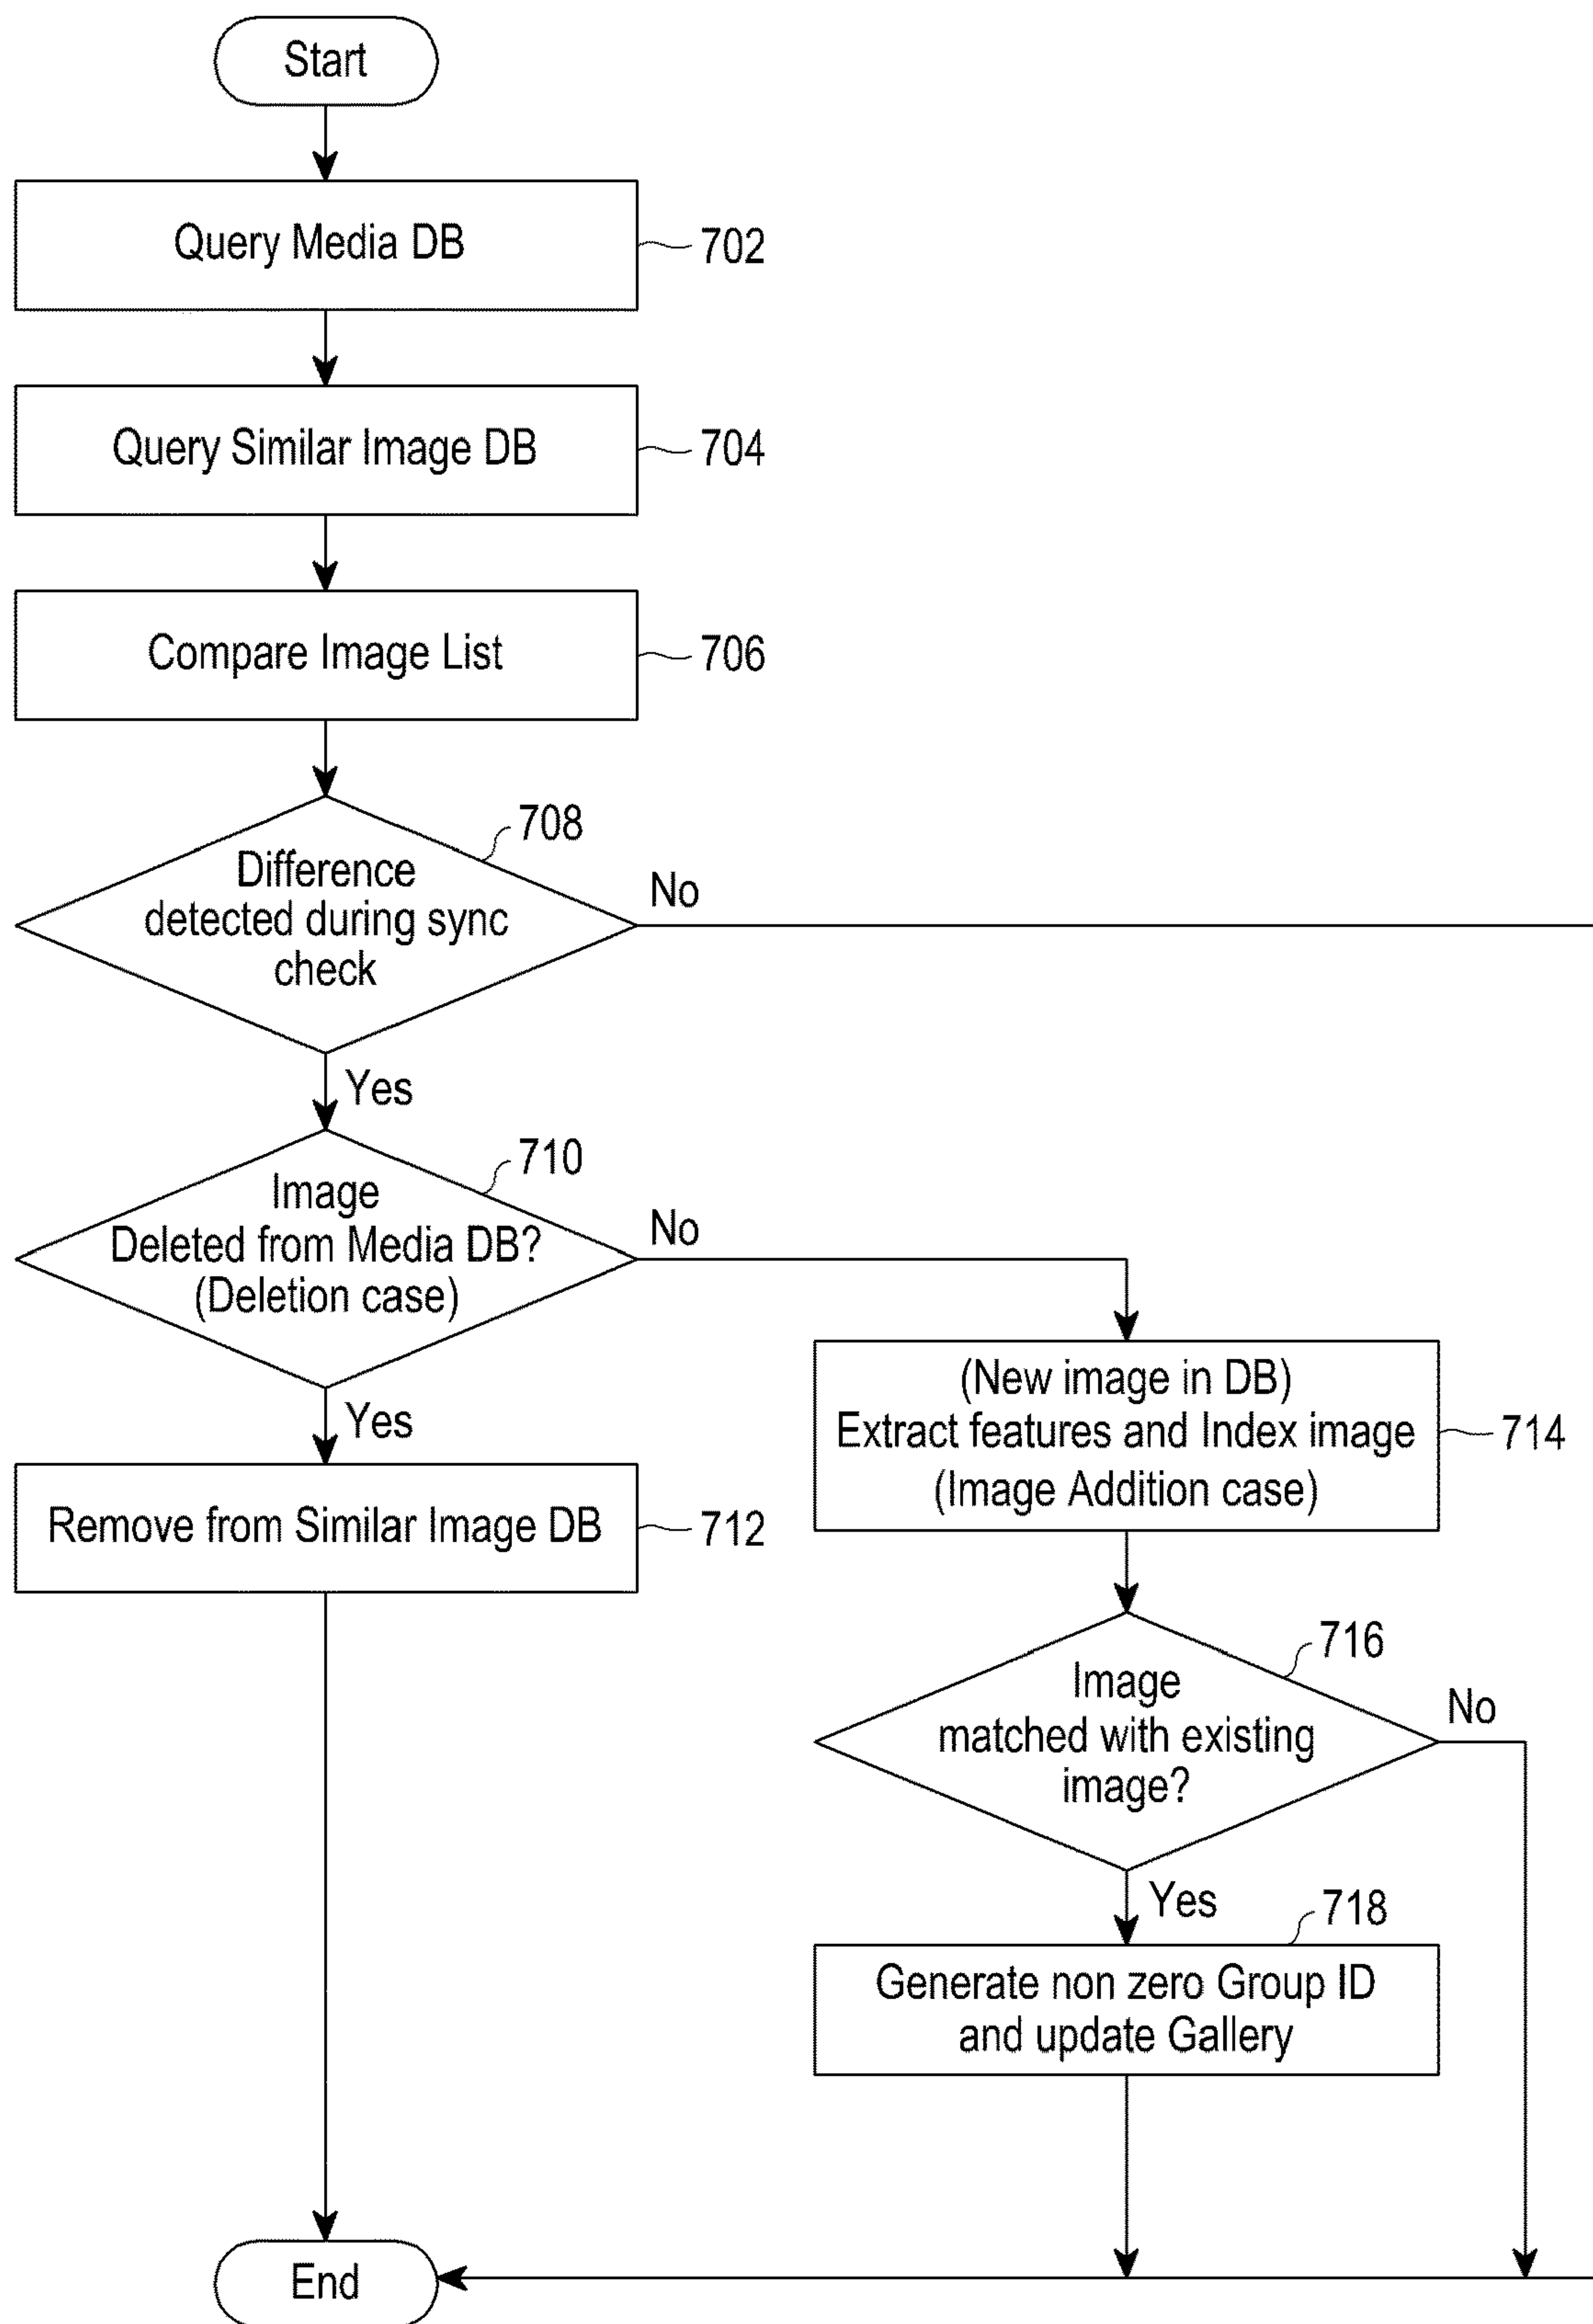 Start
Query Media DB
702
Query Similar Image DB
704
Compare Image List
706
708
Difference
detected during sync
check
No
Yes
710
Image
Deleted from Media DB?
(Deletion case)
No
Yes
Remove from Similar Image DB
712
(New image in DB)
Extract features and Index image
(Image Addition case)
714
716
Image
matched with existing
image?
No
Yes
718
Generate non zero Group ID
and update Gallery
End